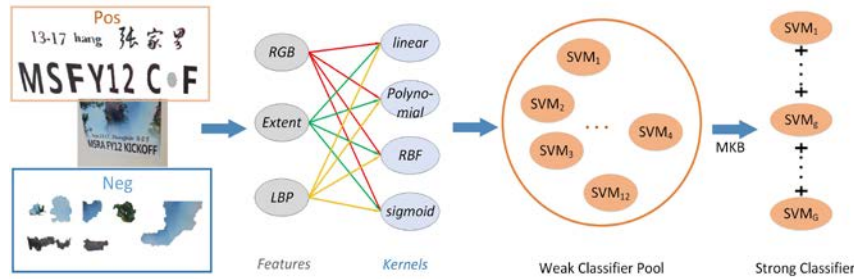 Pos
13-17 hang 张家界
MSFY12 C F
MSRA FY12 KICKOFF
Neg
RGB
Extent
LBP
Features
linear
Polyno-
mial
RBF
sigmoid
Kernels
SVM1
SVM2
SVM3
SVM4
SVM12
...
Weak Classifier Pool
MKB
SVM1
SVMg
SVMG
Strong Classifier